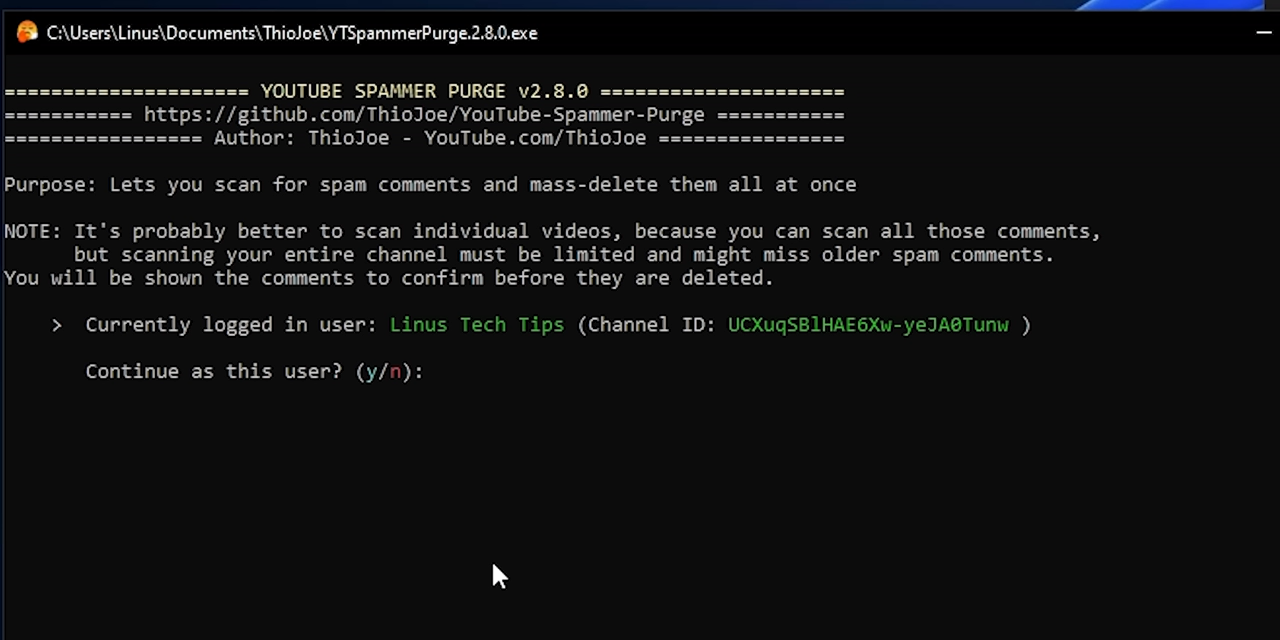 C:\Users\Linus\Documents\ThioJoe\YTSpammerPurge.2.8.0.exe
===================== YOUTUBE SPAMMER PURGE v2.8.0 =====================
=========== https://github.com/ThioJoe/YouTube-Spammer-Purge ===========
================= Author: ThioJoe - YouTube.com/ThioJoe ================
Purpose: Lets you scan for spam comments and mass-delete them all at once
NOTE: It's probably better to scan individual videos, because you can scan all those comments,
but scanning your entire channel must be limited and might miss older spam comments.
You will be shown the comments to confirm before they are deleted.
> Currently logged in user: Linus Tech Tips (Channel ID: UCXuqSBlHAE6Xw-yeJA0Tunw )
Continue as this user? (y/n):